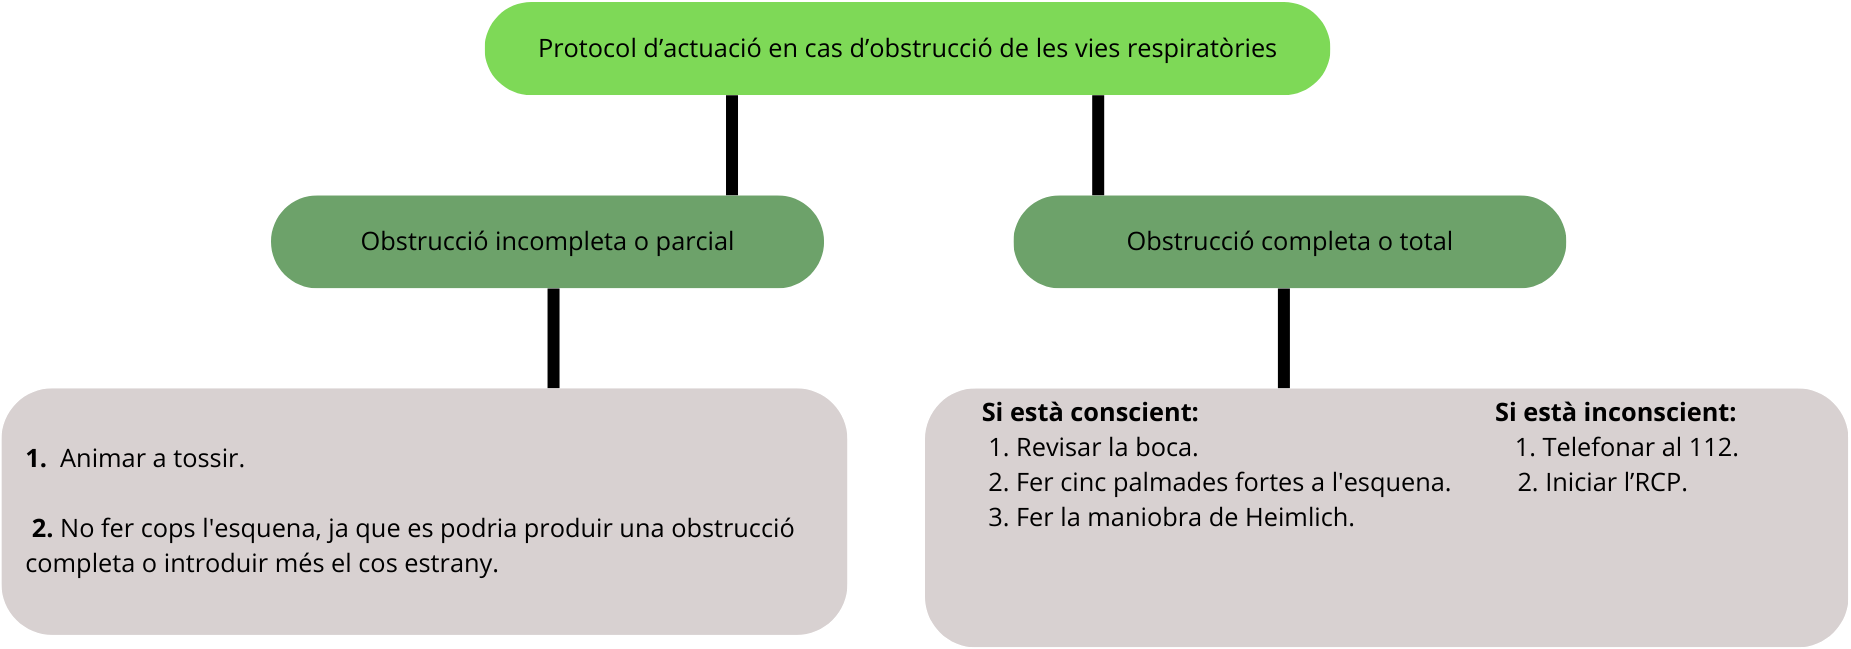 Protocol d’actuació en cas d’obstrucció de les vies respiratòries
Obstrucció incompleta o parcial
Obstrucció completa o total
1. Animar a tossir.
2. No fer cops l'esquena, ja que es podria produir una obstrucció
completa o introduir més el cos estrany.
Si està conscient:
1. Revisar la boca.
2. Fer cinc palmades fortes a l'esquena.
3. Fer la maniobra de Heimlich.
Si està inconscient:
1. Telefonar al 112.
2. Iniciar l’RCP.